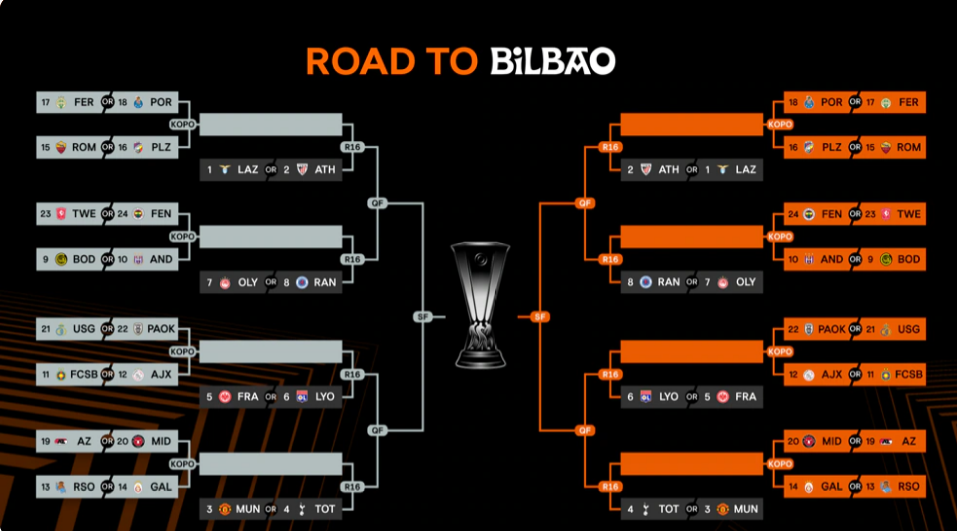 ROAD TO BiLBAO
17 FER OR 18 POR
KOPO
15 ROM OR 16 PLZ
R16
1 LAZ OR 2 ATH
QF
23 TWE OR 24 FEN
KOPO
9 BOD OR 10 AND
R16
7 OLY OR 8 RAN
SF
21 USG OR 22 PAOK
KOPO
11 FCSB OR 12 AJX
R16
5 FRA OR 6 LYO
QF
19 AZ OR 20 MID
KOPO
13 RSO OR 14 GAL
R16
3 MUN OR 4 TOT
18 POR OR 17 FER
KOPO
16 PLZ OR 15 ROM
R16
2 ATH OR 1 LAZ
QF
24 FEN OR 23 TWE
KOPO
10 AND OR 9 BOD
R16
8 RAN OR 7 OLY
SF
22 PAOK OR 21 USG
KOPO
12 AJX OR 11 FCSB
R16
6 LYO OR 5 FRA
QF
20 MID OR 19 AZ
KOPO
14 GAL OR 13 RSO
R16
4 TOT OR 3 MUN